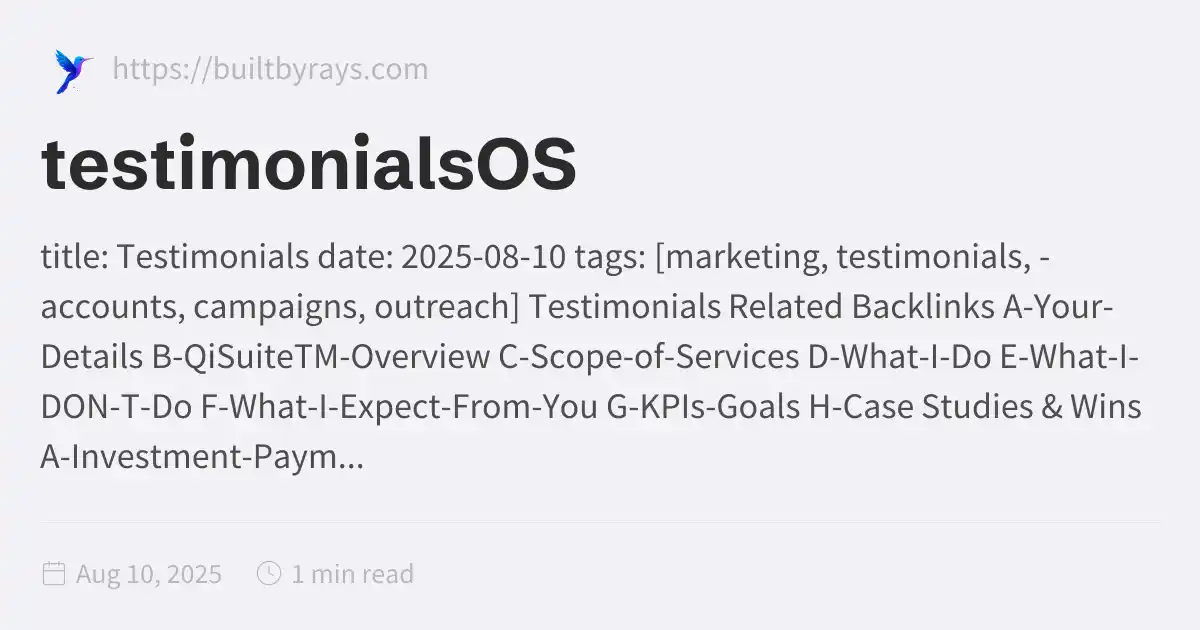 https://builtbyrays.com
testimonialsOS
title: Testimonials date: 2025-08-10 tags: [marketing, testimonials, -
accounts, campaigns, outreach] Testimonials Related Backlinks A-Your-
Details B-QiSuiteTM-Overview C-Scope-of-Services D-What-I-Do E-What-I-
DON-T-Do F-What-I-Expect-From-You G-KPIs-Goals H-Case Studies & Wins
A-Investment-Paym...
Aug 10, 2025 1 min read